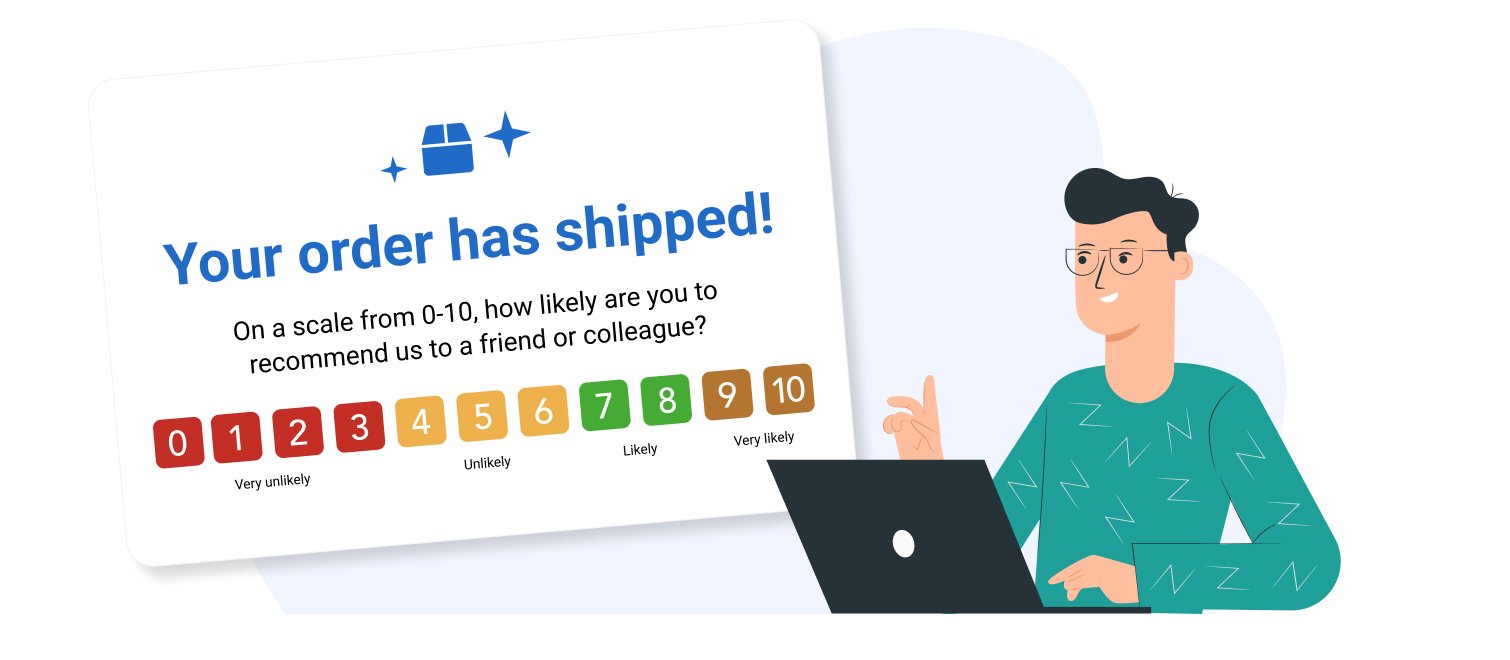 Your order has shipped!
On a scale from 0-10, how likely are you to
recommend us to a friend or colleague?
0 1 2 3 4 5 6 7 8 9 10
Very unlikely Unlikely Likely Very likely